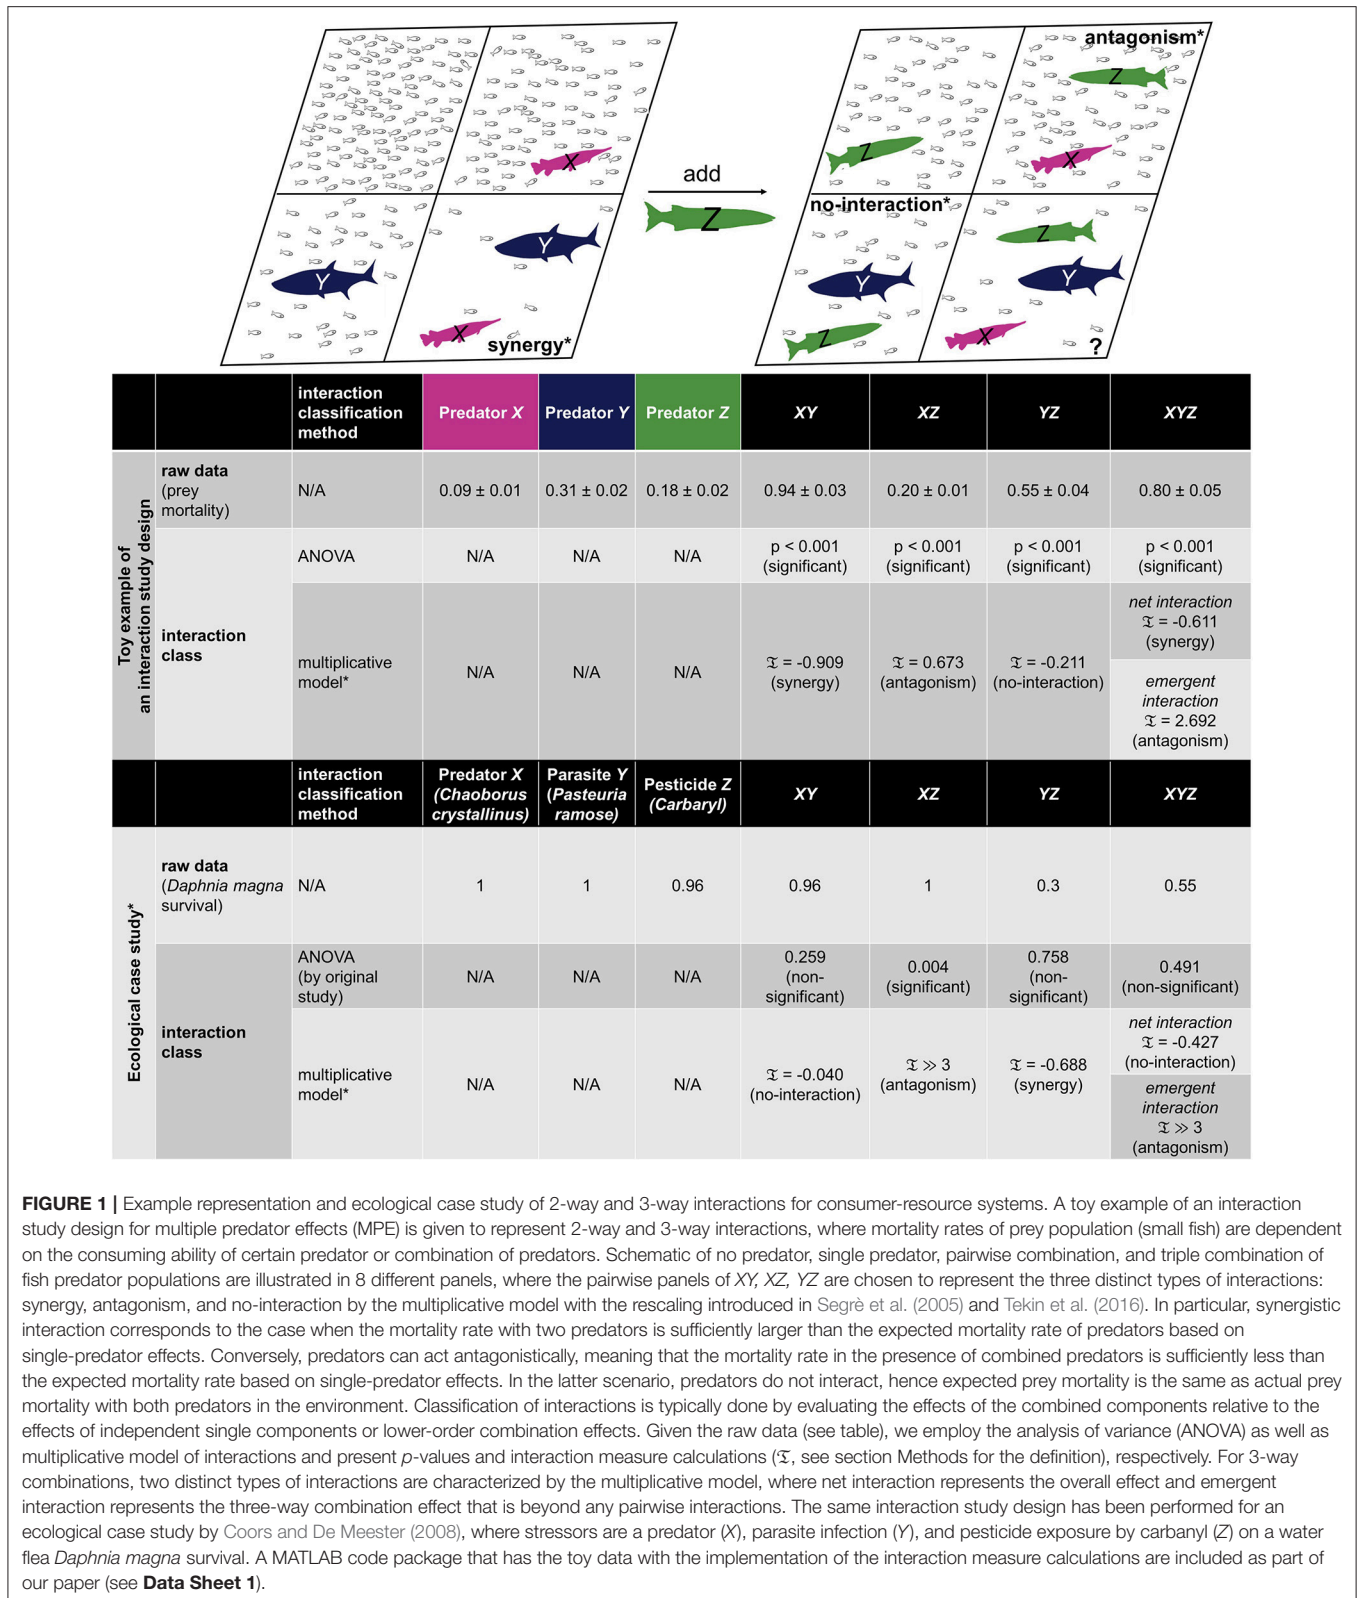 antagonism*
Z
Z
X
X
add
Z
no-interaction*
Z
Y
Y
Y
Y
Z
X
X
synergy*
?
interaction classification method
Predator X
Predator Y
Predator Z
XY
XZ
YZ
XYZ
Toy example of an interaction study design
raw data (prey mortality)
N/A
0.09 ± 0.01
0.31 ± 0.02
0.18 ± 0.02
0.94 ± 0.03
0.20 ± 0.01
0.55 ± 0.04
0.80 ± 0.05
interaction class
ANOVA
N/A
N/A
N/A
p < 0.001 (significant)
p < 0.001 (significant)
p < 0.001 (significant)
p < 0.001 (significant)
multiplicative model*
N/A
N/A
N/A
𝔗 = -0.909 (synergy)
𝔗 = 0.673 (antagonism)
𝔗 = -0.211 (no-interaction)
net interaction 𝔗 = -0.611 (synergy)
emergent interaction 𝔗 = 2.692 (antagonism)
interaction classification method
Predator X (Chaoborus crystallinus)
Parasite Y (Pasteuria ramose)
Pesticide Z (Carbaryl)
XY
XZ
YZ
XYZ
Ecological case study*
raw data (Daphnia magna survival)
N/A
1
1
0.96
0.96
1
0.3
0.55
interaction class
ANOVA (by original study)
N/A
N/A
N/A
0.259 (non-significant)
0.004 (significant)
0.758 (non-significant)
0.491 (non-significant)
multiplicative model*
N/A
N/A
N/A
𝔗 = -0.040 (no-interaction)
𝔗 ≫ 3 (antagonism)
𝔗 = -0.688 (synergy)
net interaction 𝔗 = -0.427 (no-interaction)
emergent interaction 𝔗 ≫ 3 (antagonism)
FIGURE 1 | Example representation and ecological case study of 2-way and 3-way interactions for consumer-resource systems. A toy example of an interaction
study design for multiple predator effects (MPE) is given to represent 2-way and 3-way interactions, where mortality rates of prey population (small fish) are dependent
on the consuming ability of certain predator or combination of predators. Schematic of no predator, single predator, pairwise combination, and triple combination of
fish predator populations are illustrated in 8 different panels, where the pairwise panels of XY, XZ, YZ are chosen to represent the three distinct types of interactions:
synergy, antagonism, and no-interaction by the multiplicative model with the rescaling introduced in Segrè et al. (2005) and Tekin et al. (2016). In particular, synergistic
interaction corresponds to the case when the mortality rate with two predators is sufficiently larger than the expected mortality rate of predators based on
single-predator effects. Conversely, predators can act antagonistically, meaning that the mortality rate in the presence of combined predators is sufficiently less than
the expected mortality rate based on single-predator effects. In the latter scenario, predators do not interact, hence expected prey mortality is the same as actual prey
mortality with both predators in the environment. Classification of interactions is typically done by evaluating the effects of the combined components relative to the
effects of independent single components or lower-order combination effects. Given the raw data (see table), we employ the analysis of variance (ANOVA) as well as
multiplicative model of interactions and present p-values and interaction measure calculations (𝔗, see section Methods for the definition), respectively. For 3-way
combinations, two distinct types of interactions are characterized by the multiplicative model, where net interaction represents the overall effect and emergent
interaction represents the three-way combination effect that is beyond any pairwise interactions. The same interaction study design has been performed for an
ecological case study by Coors and De Meester (2008), where stressors are a predator (X), parasite infection (Y), and pesticide exposure by carbanyl (Z) on a water
flea Daphnia magna survival. A MATLAB code package that has the toy data with the implementation of the interaction measure calculations are included as part of
our paper (see Data Sheet 1).